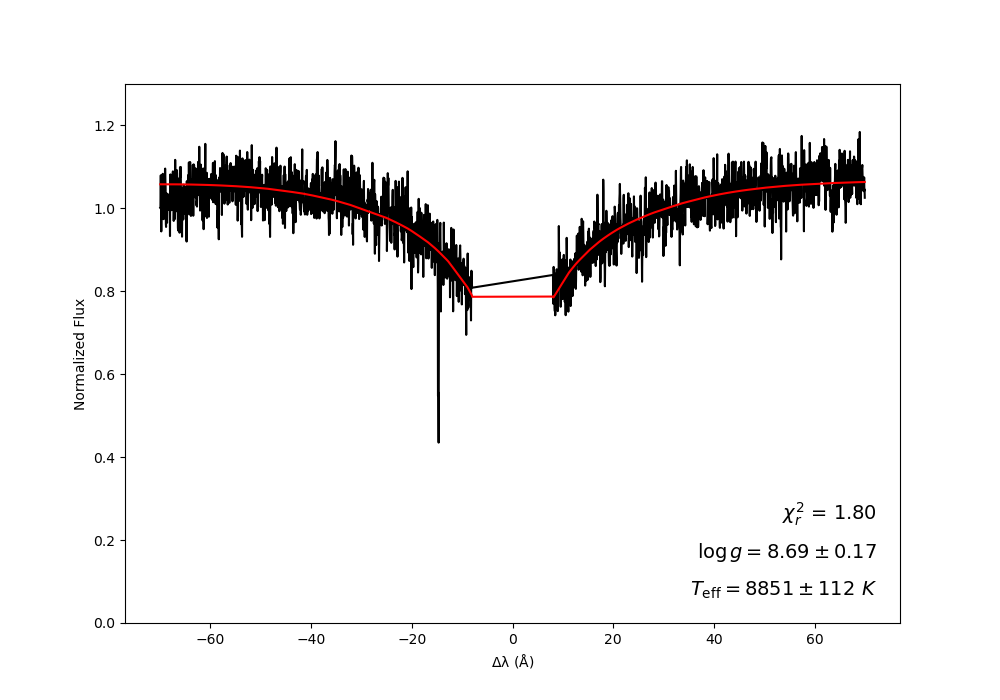 1.2
1.0
0.8
0.6
0.4
0.2
0.0
Normalized Flux
χ²ᵣ = 1.80
log g = 8.69 ± 0.17
T_eff = 8851 ± 112 K
−60 −40 −20 0 20 40 60
Δλ (Å)